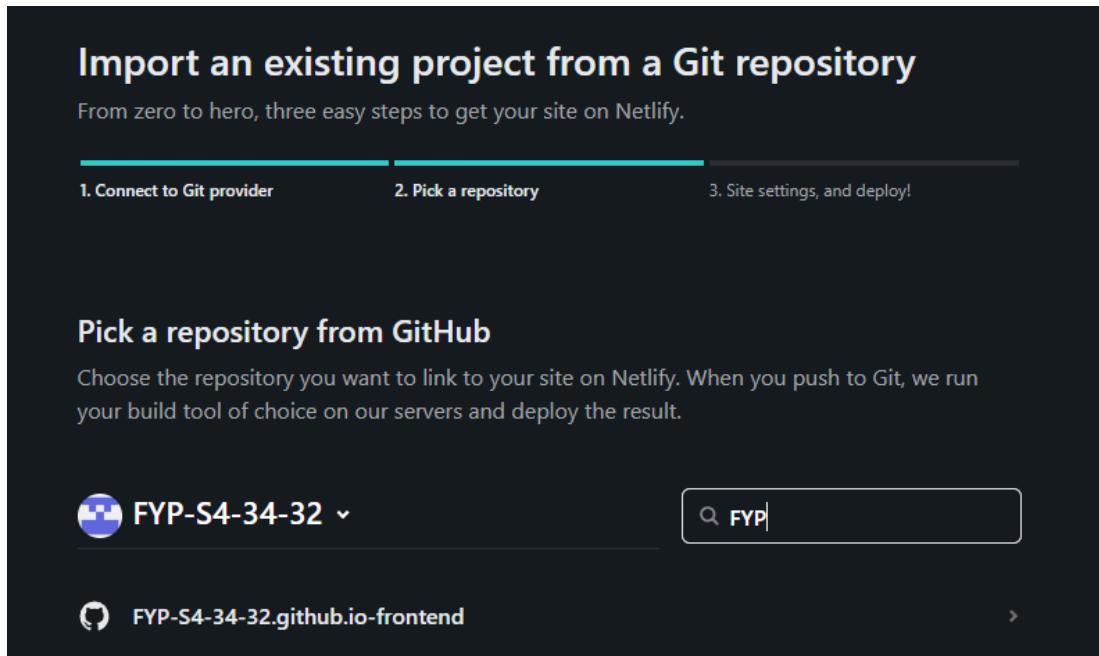 Import an existing project from a Git repository
From zero to hero, three easy steps to get your site on Netlify.
1. Connect to Git provider
2. Pick a repository
3. Site settings, and deploy!
Pick a repository from GitHub
Choose the repository you want to link to your site on Netlify. When you push to Git, we run
your build tool of choice on our servers and deploy the result.
FYP-S4-34-32
FYP
FYP-S4-34-32.github.io-frontend